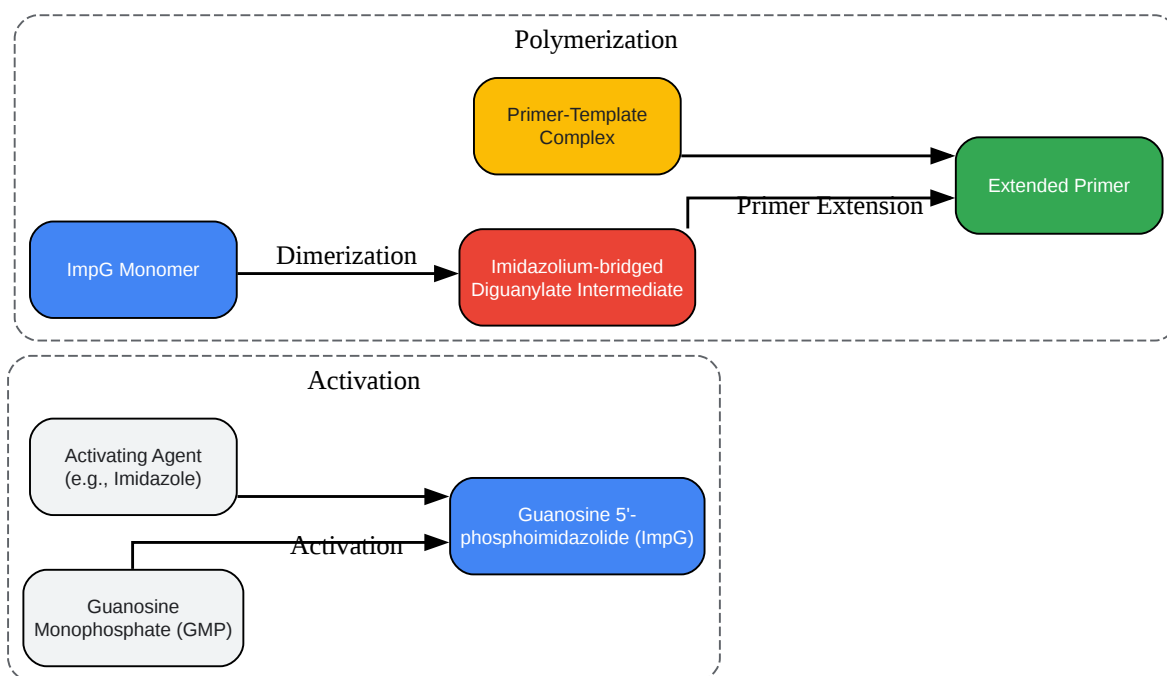 Polymerization
Primer-Template
Complex
Extended Primer
Primer Extension
ImpG Monomer
Dimerization
Imidazolium-bridged
Diguanylate Intermediate
Activation
Activating Agent
(e.g., Imidazole)
Guanosine 5'-
phosphoimidazolide (ImpG)
Activation
Guanosine
Monophosphate (GMP)